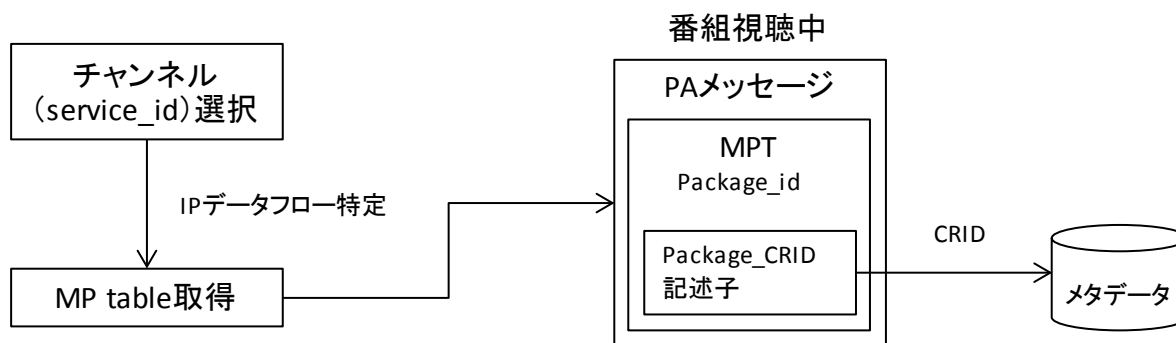 番組視聴中
チャンネル
（service_id）選択
PAメッセージ
MPT
Package_id
IPデータフロー特定
Package_CRID
記述子
CRID
MP table取得
メタデータ